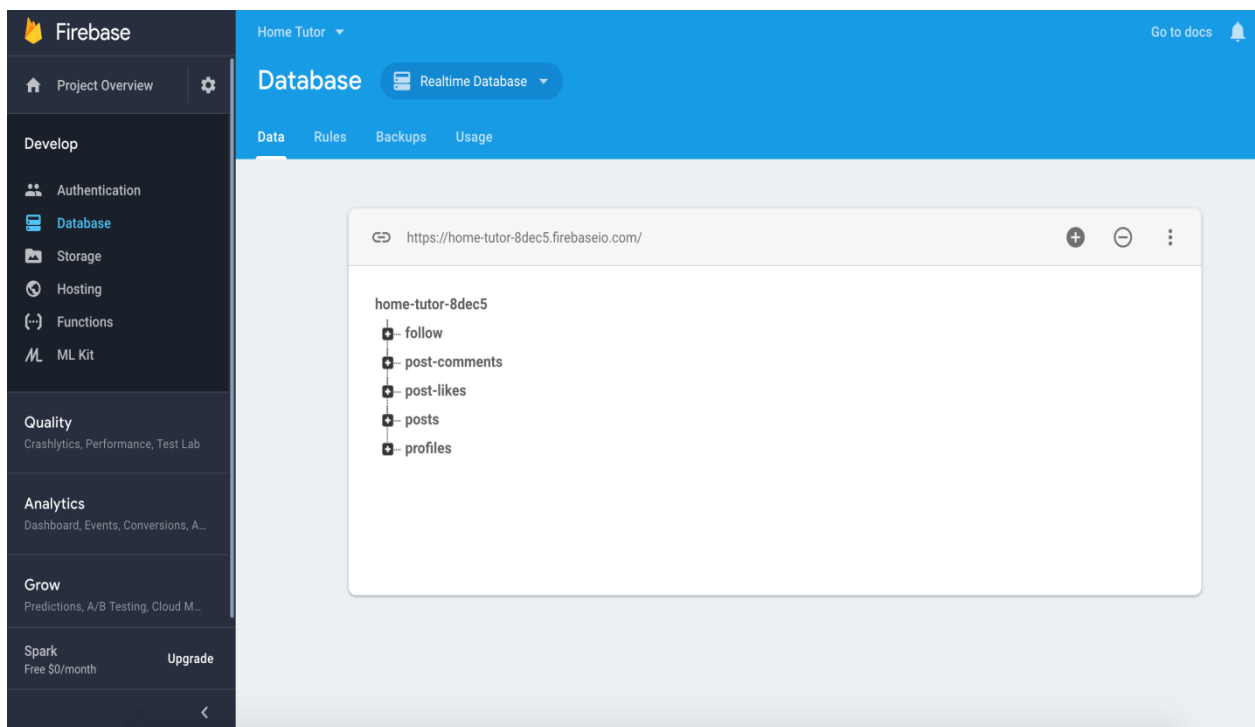 Firebase
Project Overview
Develop
Authentication
Database
Storage
Hosting
Functions
ML Kit
Quality
Crashlytics, Performance, Test Lab
Analytics
Dashboard, Events, Conversions, A...
Grow
Predictions, A/B Testing, Cloud M...
Spark
Free $0/month
Upgrade
Home Tutor
Go to docs
Database
Realtime Database
Data Rules Backups Usage
https://home-tutor-8dec5.firebaseio.com/
home-tutor-8dec5
follow
post-comments
post-likes
posts
profiles